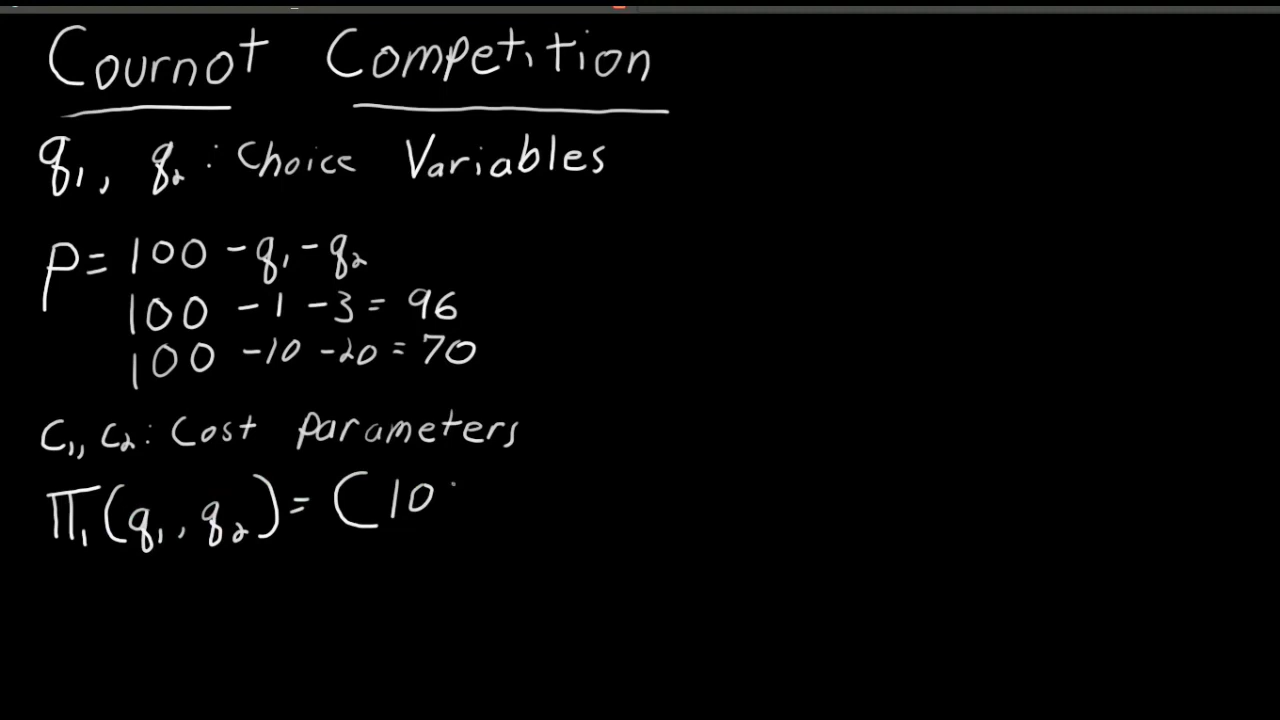 Cournot Competition
q₁, q₂ : Choice Variables
P = 100 - q₁ - q₂
100 - 1 - 3 = 96
100 - 10 - 20 = 70
C₁, C₂ : Cost Parameters
π₁(q₁, q₂) = (10